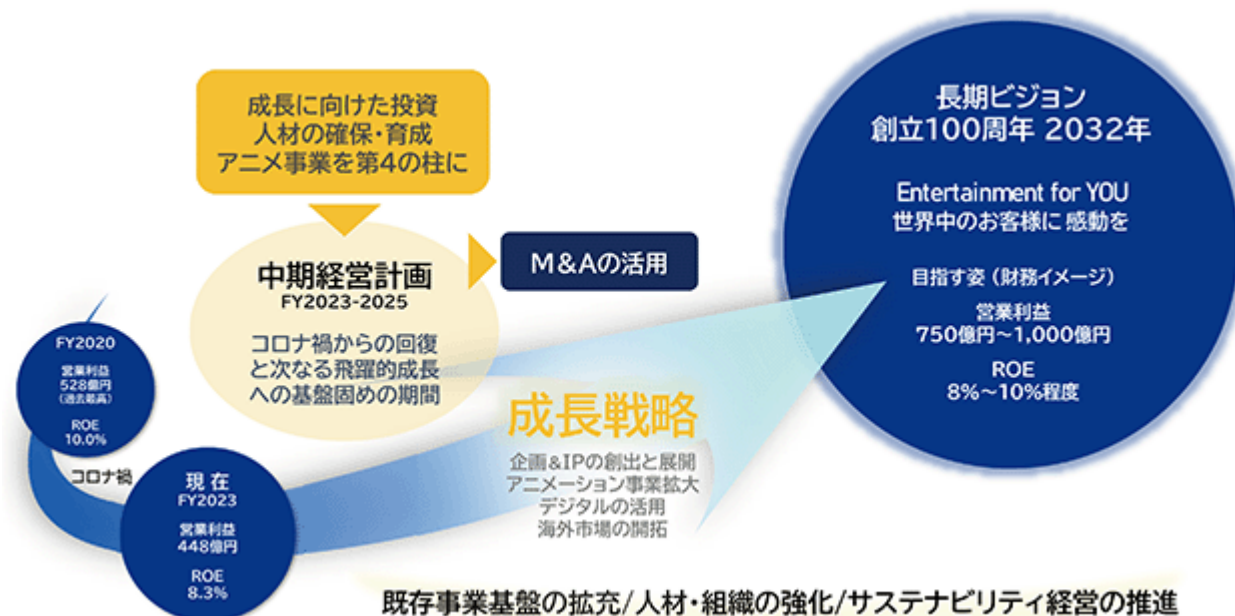 成長に向けた投資
人材の確保・育成
アニメ事業を第4の柱に
中期経営計画
FY2023-2025
コロナ禍からの回復
と次なる飛躍的成長
への基盤固めの期間
M&Aの活用
FY2020
営業利益
528億円
(過去最高)
ROE
10.0%
コロナ禍
現在
FY2023
営業利益
448億円
ROE
8.3%
成長戦略
企画&IPの創出と展開
アニメーション事業拡大
デジタルの活用
海外市場の開拓
長期ビジョン
創立100周年 2032年
Entertainment for YOU
世界中のお客様に感動を
目指す姿（財務イメージ）
営業利益
750億円～1,000億円
ROE
8%～10%程度
既存事業基盤の拡充/人材・組織の強化/サステナビリティ経営の推進